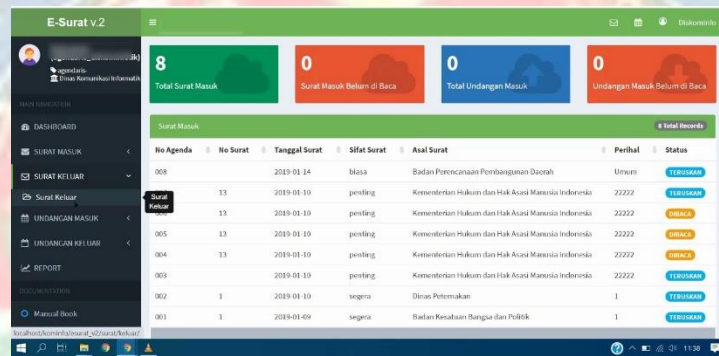 E-Surat v.2
Diskominfo
agendaris-
Dinas Komunikasi Informatik
MAIN NAVIGATION
DASHBOARD
SURAT MASUK
SURAT KELUAR
Surat Keluar
UNDANGAN MASUK
UNDANGAN KELUAR
REPORT
DOCUMENTATION
Manual Book
8
Total Surat Masuk
0
Surat Masuk Belum di Baca
0
Total Undangan Masuk
0
Undangan Masuk Belum di Baca
Surat Masuk
8 Total Records
No Agenda No Surat Tanggal Surat Sifat Surat Asal Surat Perihal Status
008 2019-01-14 biasa Badan Perencanaan Pembangunan Daerah Umum TERUSKAN
13 2019-01-10 penting Kementerian Hukum dan Hak Asasi Manusia Indonesia 22222 TERUSKAN
13 2019-01-10 penting Kementerian Hukum dan Hak Asasi Manusia Indonesia 22222 DIBACA
005 13 2019-01-10 penting Kementerian Hukum dan Hak Asasi Manusia Indonesia 22222 DIBACA
004 13 2019-01-10 penting Kementerian Hukum dan Hak Asasi Manusia Indonesia 22222 DIBACA
003 2019-01-10 penting Kementerian Hukum dan Hak Asasi Manusia Indonesia 22222 TERUSKAN
002 1 2019-01-10 segera Dinas Peternakan 1 TERUSKAN
001 1 2019-01-09 segera Badan Kesatuan Bangsa dan Politik 1 TERUSKAN
Surat
Keluar
localhost/kominfo/esurat_v2/surat/keluar/
11:38